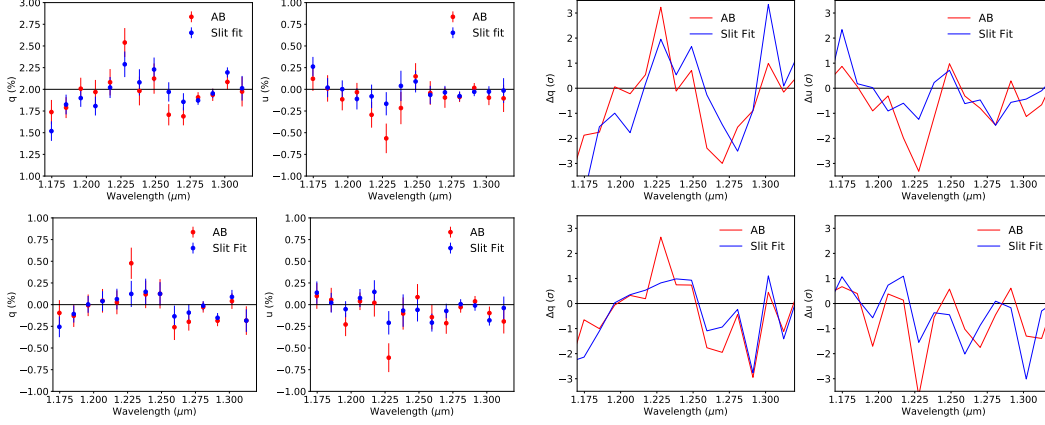 3.00
2.75
2.50
2.25
2.00
1.75
1.50
1.25
1.00
q (%)
AB
Slit fit
1.175 1.200 1.225 1.250 1.275 1.300
Wavelength (μm)
1.00
0.75
0.50
0.25
0.00
−0.25
−0.50
−0.75
−1.00
u (%)
AB
Slit fit
1.175 1.200 1.225 1.250 1.275 1.300
Wavelength (μm)
3
2
1
0
−1
−2
−3
Δq (σ)
AB
Slit Fit
1.175 1.200 1.225 1.250 1.275 1.300
Wavelength (μm)
3
2
1
0
−1
−2
−3
Δu (σ)
AB
Slit Fit
1.175 1.200 1.225 1.250 1.275 1.300
Wavelength (μm)
1.00
0.75
0.50
0.25
0.00
−0.25
−0.50
−0.75
−1.00
q (%)
AB
Slit Fit
1.175 1.200 1.225 1.250 1.275 1.300
Wavelength (μm)
1.00
0.75
0.50
0.25
0.00
−0.25
−0.50
−0.75
−1.00
u (%)
AB
Slit Fit
1.175 1.200 1.225 1.250 1.275 1.300
Wavelength (μm)
3
2
1
0
−1
−2
−3
Δq (σ)
AB
Slit Fit
1.175 1.200 1.225 1.250 1.275 1.300
Wavelength (μm)
3
2
1
0
−1
−2
−3
Δu (σ)
AB
Slit Fit
1.175 1.200 1.225 1.250 1.275 1.300
Wavelength (μm)